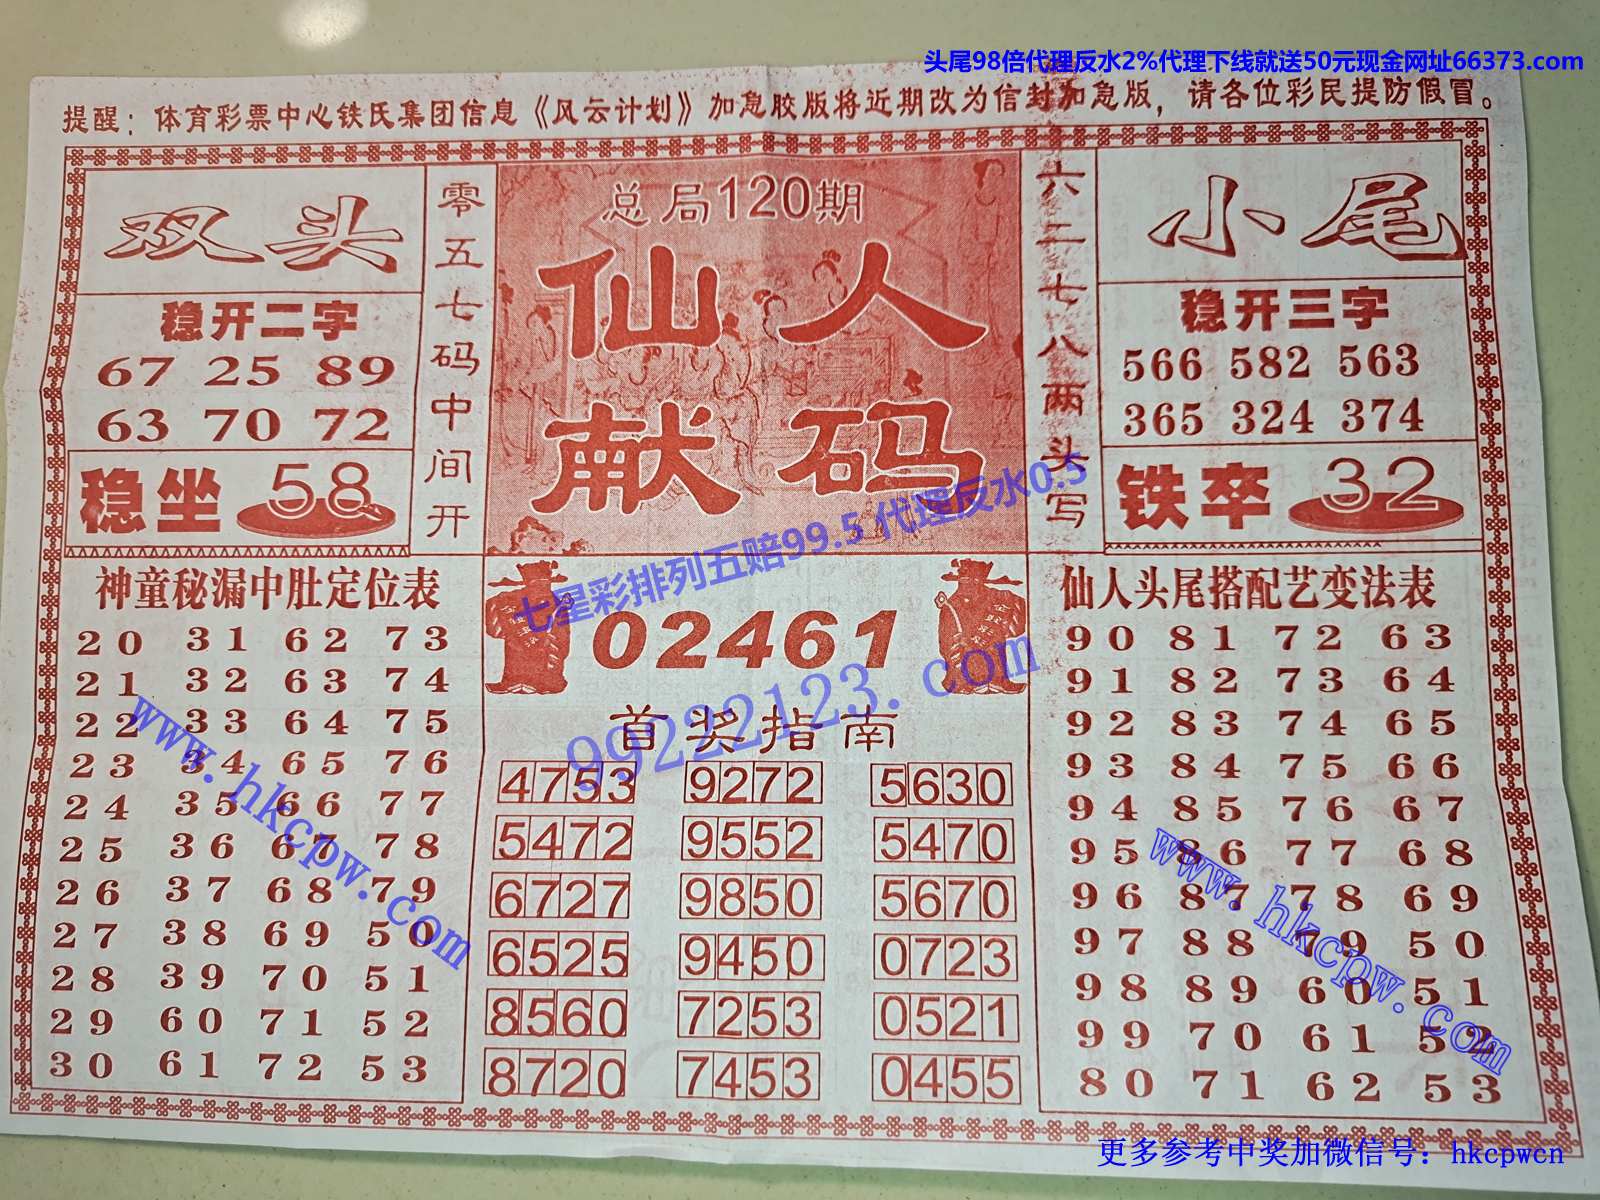 头尾98倍代理反水2%代理下线就送50元现金网址66373.com
提醒：体育彩票中心铁氏集团信息《风云计划》加急胶版将近期改为信封加急版，请各位彩民提防假冒。
双头
稳开二字
67 25 89
63 70 72
稳坐 58
零五七码中间开
总局120期
仙人
献码
六二七八两头写
小尾
稳开三字
566 582 563
365 324 374
铁卒 32
七星彩排列五赔99.5 代理反水0.5
神童秘漏中肚定位表
20 31 62 73
21 32 63 74
22 33 64 75
23 34 65 76
24 35 66 77
25 36 67 78
26 37 68 79
27 38 69 50
28 39 70 51
29 60 71 52
30 61 72 53
www.hkcpw.com
02461
99222123.com
首奖指南
4753 9272 5630
5472 9552 5470
6727 9850 5670
6525 9450 0723
8560 7253 0521
8720 7453 0455
仙人头尾搭配艺变法表
90 81 72 63
91 82 73 64
92 83 74 65
93 84 75 66
94 85 76 67
95 86 77 68
96 87 78 69
97 88 79 50
98 89 60 51
99 70 61 52
80 71 62 53
www.hkcpw.com
更多参考中奖加微信号：hkcpwcn